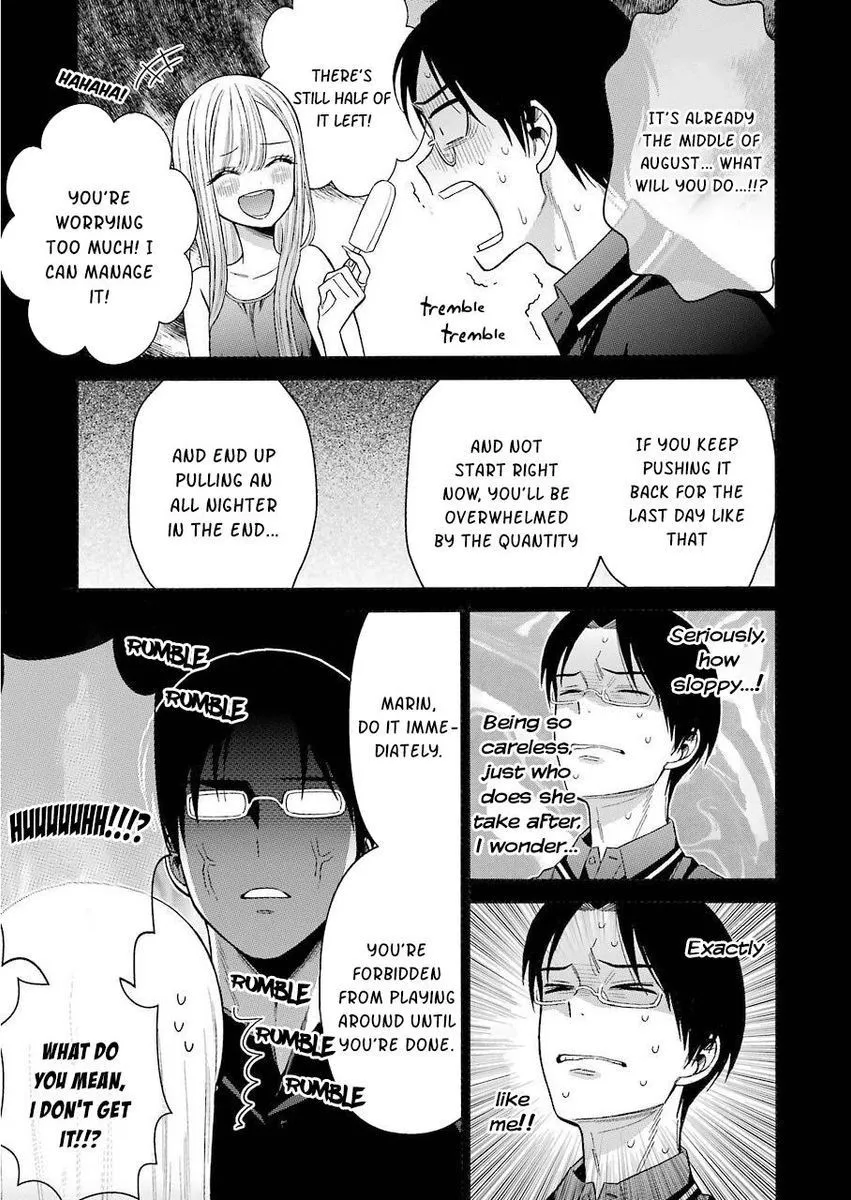 IT'S ALREADY
THE MIDDLE OF
AUGUST... WHAT
WILL YOU DO...!!?
THERE'S
STILL HALF OF
IT LEFT!
HAHAHA!
YOU'RE
WORRYING
TOO MUCH! I
CAN MANAGE
IT!
tremble
tremble
IF YOU KEEP
PUSHING IT
BACK FOR THE
LAST DAY LIKE
THAT
AND NOT
START RIGHT
NOW, YOU'LL BE
OVERWHELMED
BY THE QUANTITY
AND END UP
PULLING AN
ALL NIGHTER
IN THE END...
Seriously,
how
sloppy...!
Being so
careless,
just who
does she
take after,
I wonder...
Exactly
like
me!!
MARIN,
DO IT IMME-
DIATELY.
RUMBLE
RUMBLE
YOU'RE
FORBIDDEN
FROM PLAYING
AROUND UNTIL
YOU'RE DONE.
RUMBLE
RUMBLE
RUMBLE
HUUUUUHH!!!?
WHAT DO
YOU MEAN,
I DON'T GET
IT!!?